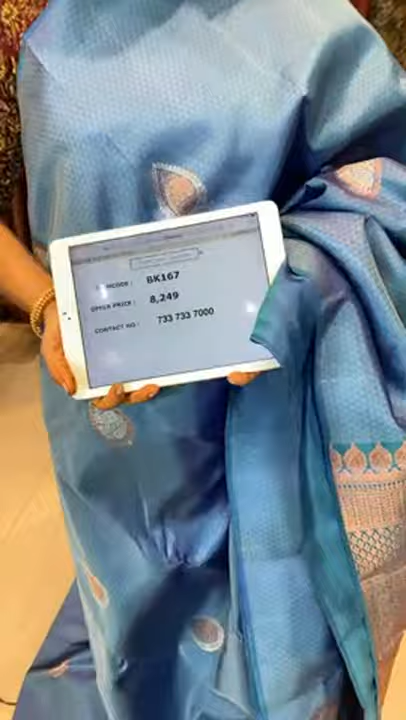 BK167
OFFER PRICE : 8,249
CONTACT NO : 733 733 7000